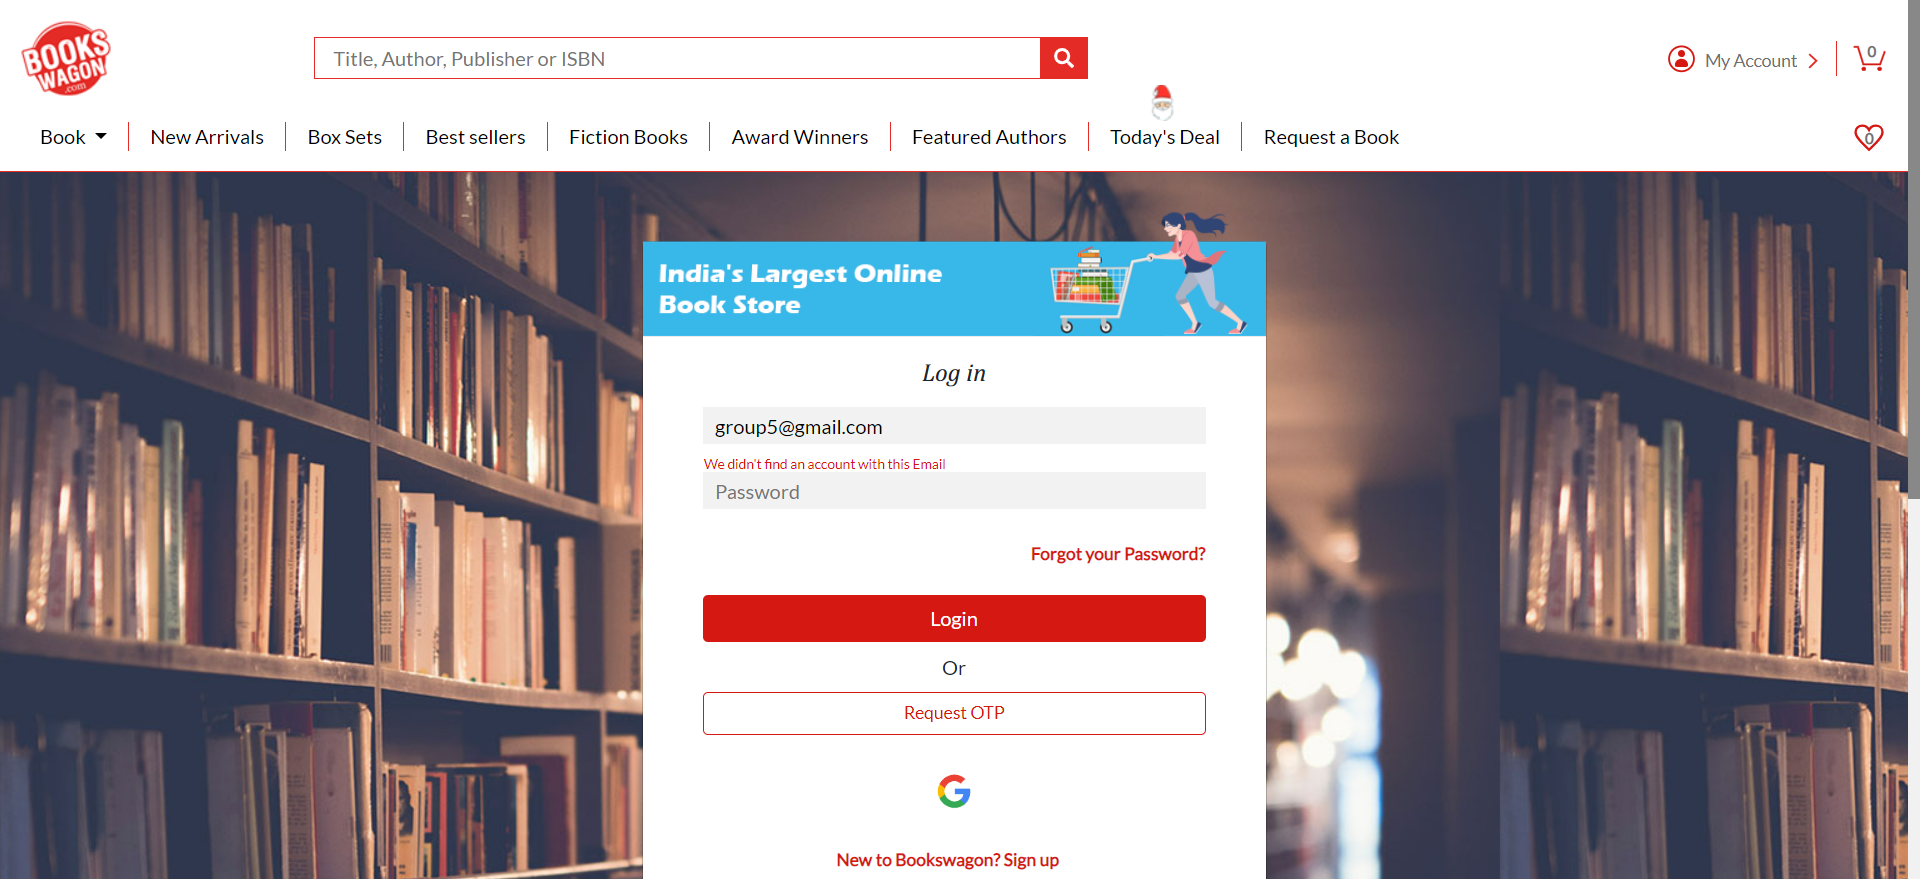 BOOKS
WAGON
.com
Title, Author, Publisher or ISBN
My Account
0
Book
New Arrivals
Box Sets
Best sellers
Fiction Books
Award Winners
Featured Authors
Today's Deal
Request a Book
0
India's Largest Online
Book Store
Log in
group5@gmail.com
We didn't find an account with this Email
Password
Forgot your Password?
Login
Or
Request OTP
G
New to Bookswagon? Sign up